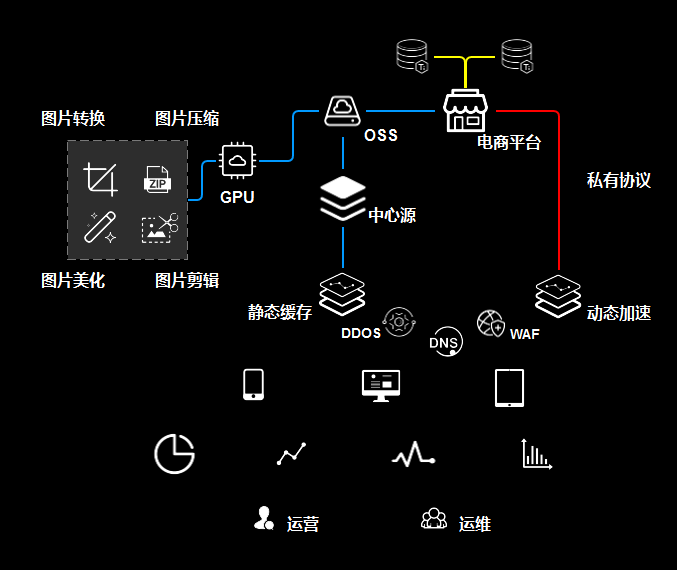 图片转换
图片压缩
ZIP
GPU
OSS
电商平台
私有协议
中心源
图片美化
图片剪辑
静态缓存
动态加速
DDOS
DNS
WAF
运营
运维